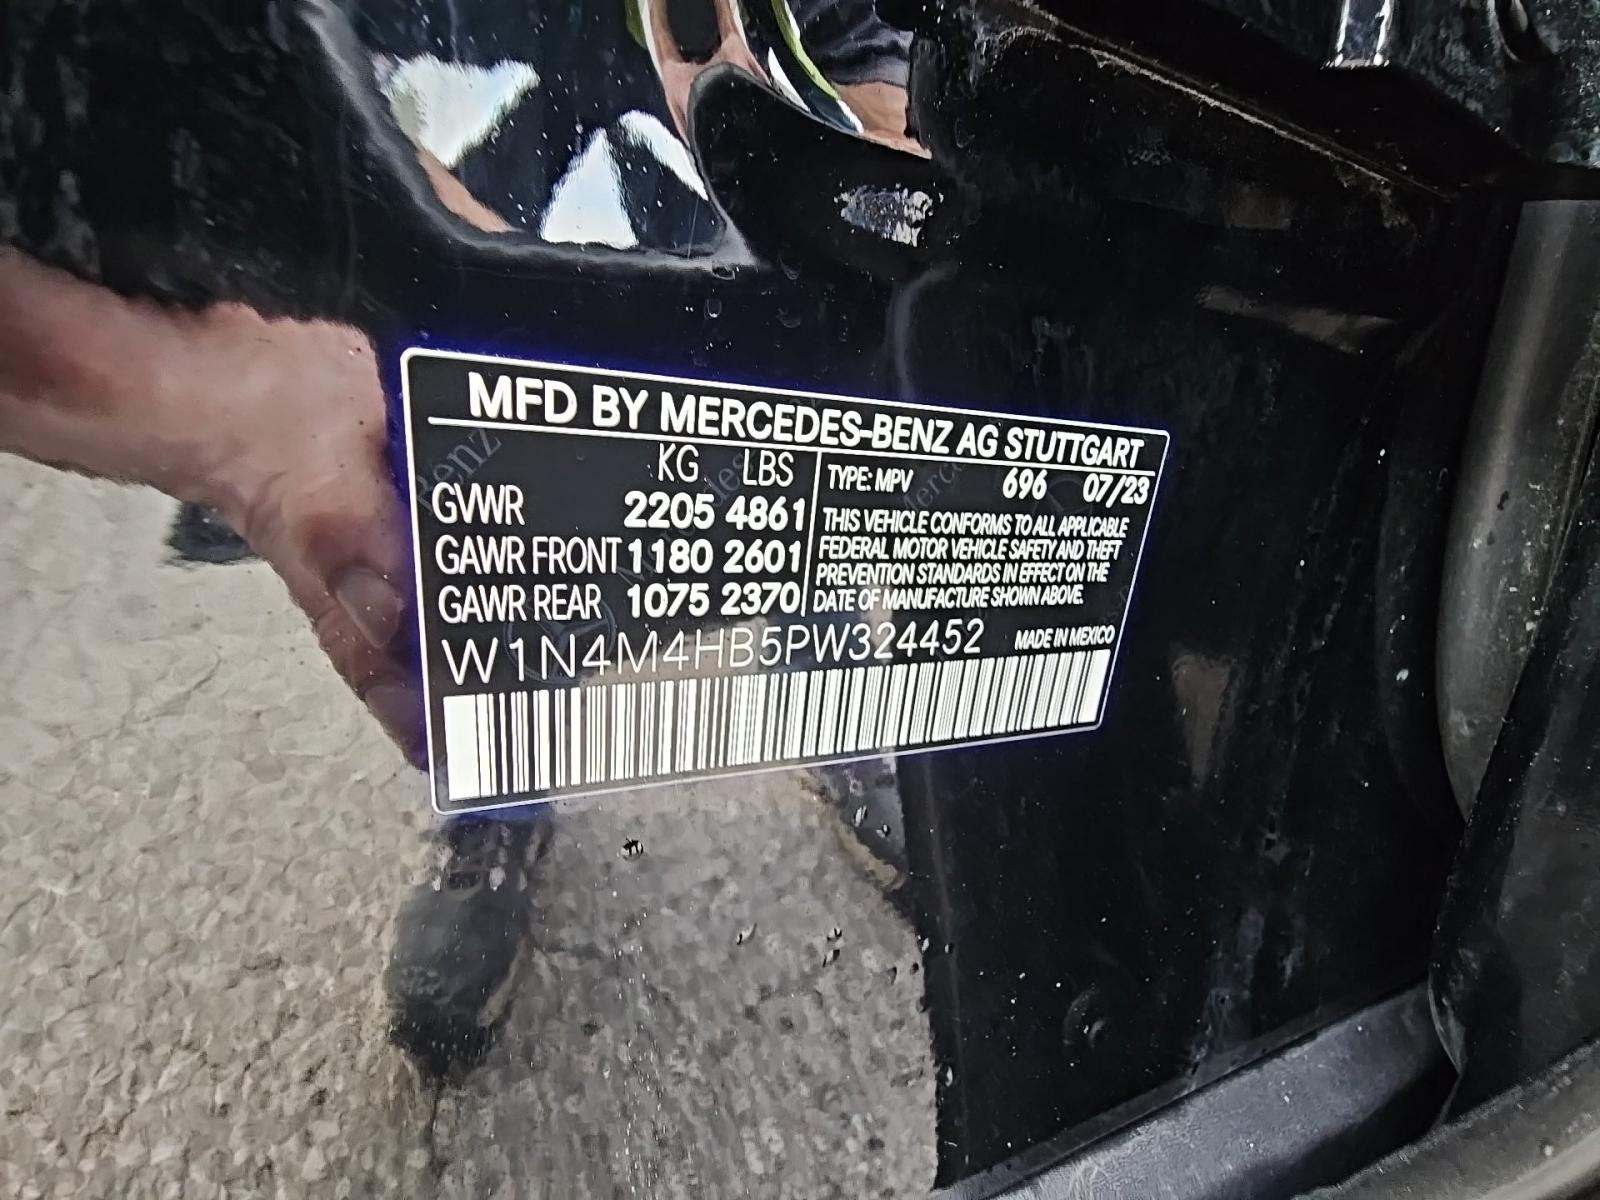 MFD BY MERCEDES-BENZ AG STUTTGART
KG LBS
GVWR 2205 4861
GAWR FRONT 1180 2601
GAWR REAR 1075 2370
TYPE: MPV 696 07/23
THIS VEHICLE CONFORMS TO ALL APPLICABLE
FEDERAL MOTOR VEHICLE SAFETY AND THEFT
PREVENTION STANDARDS IN EFFECT ON THE
DATE OF MANUFACTURE SHOWN ABOVE.
W1N4M4HB5PW324452 MADE IN MEXICO